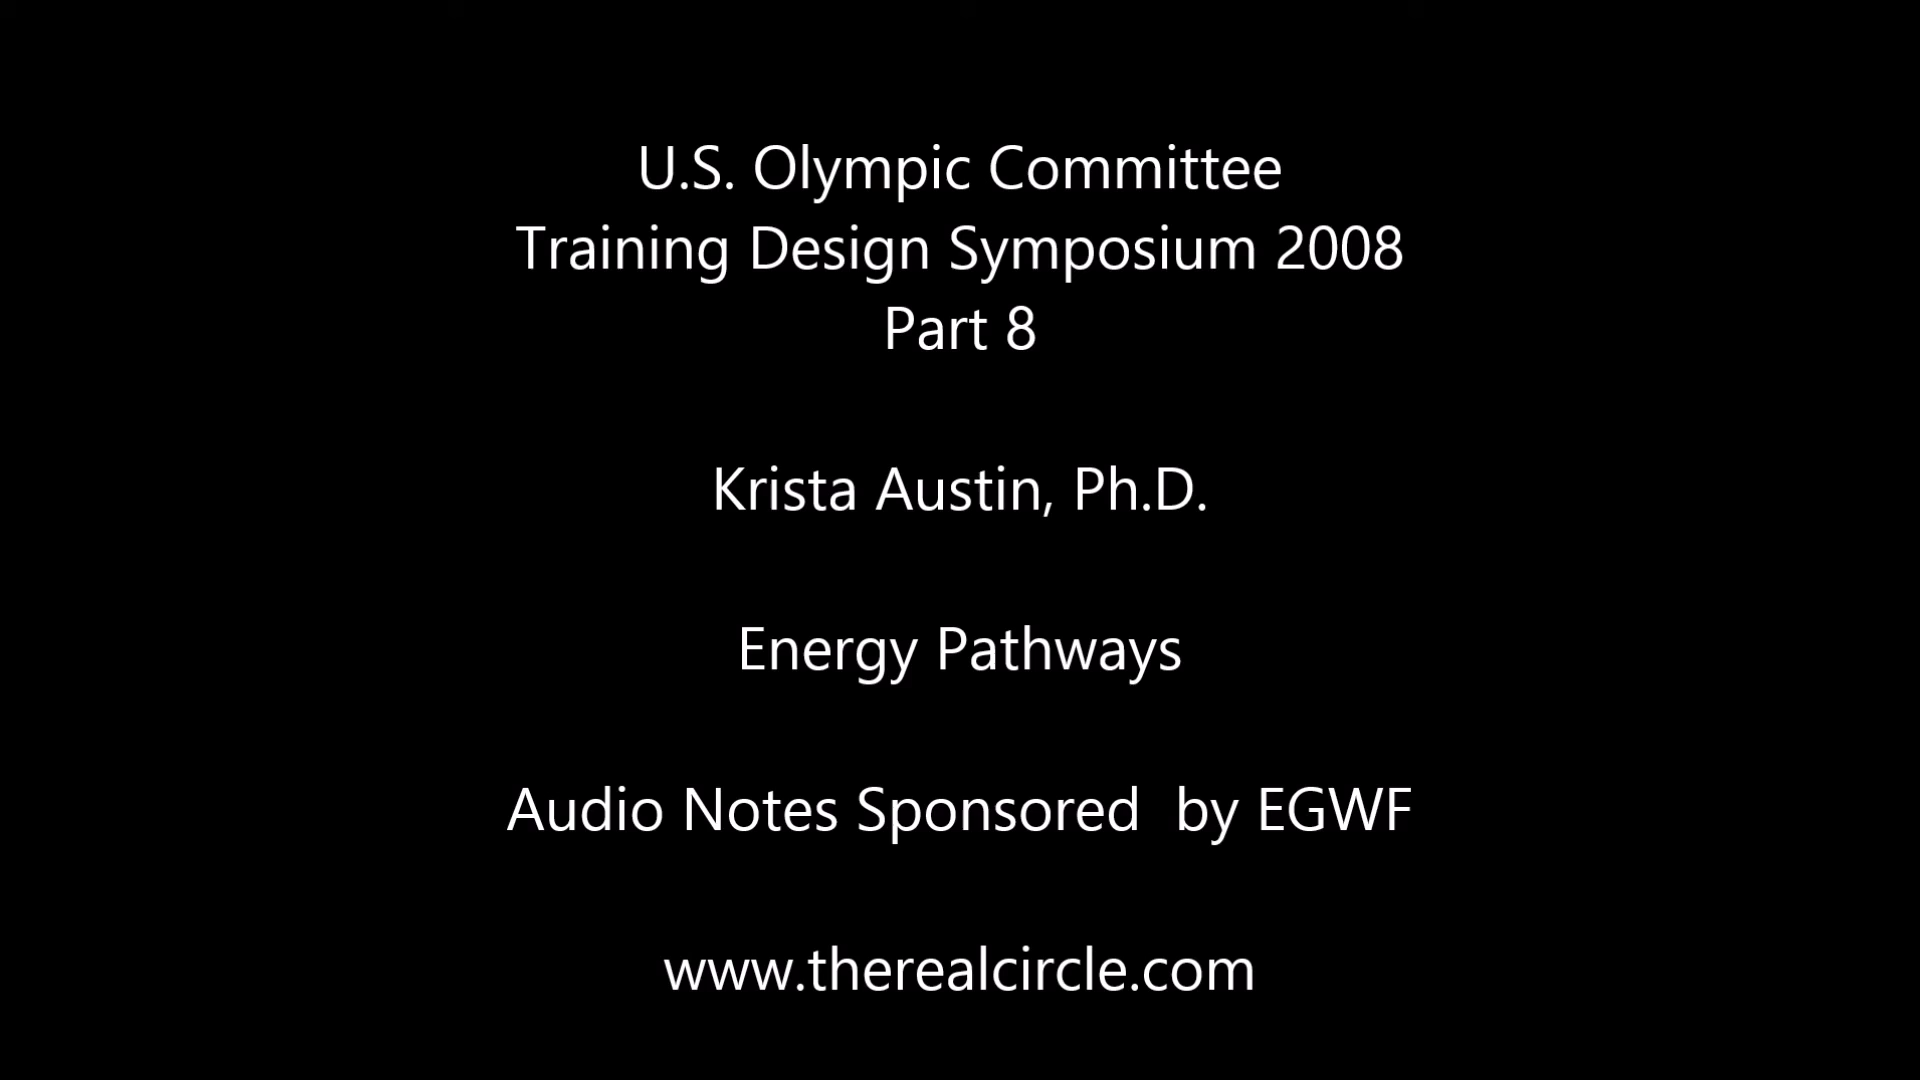 U.S. Olympic Committee
Training Design Symposium 2008
Part 8
Krista Austin, Ph.D.
Energy Pathways
Audio Notes Sponsored  by EGWF
www.therealcircle.com